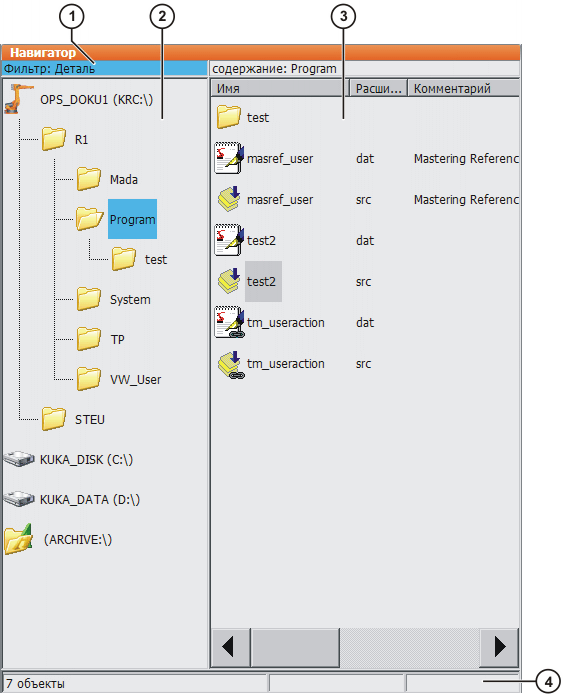 1 2 3
Навигатор
Фильтр: Деталь
содержание: Program
Имя Расши... Комментарий
OPS_DOKU1 (KRC:\)
R1
Mada
Program
test
System
TP
VW_User
STEU
KUKA_DISK (C:\)
KUKA_DATA (D:\)
(ARCHIVE:\)
test
masref_user dat Mastering Referenc
masref_user src Mastering Referenc
test2 dat
test2 src
tm_useraction dat
tm_useraction src
7 объекты
4